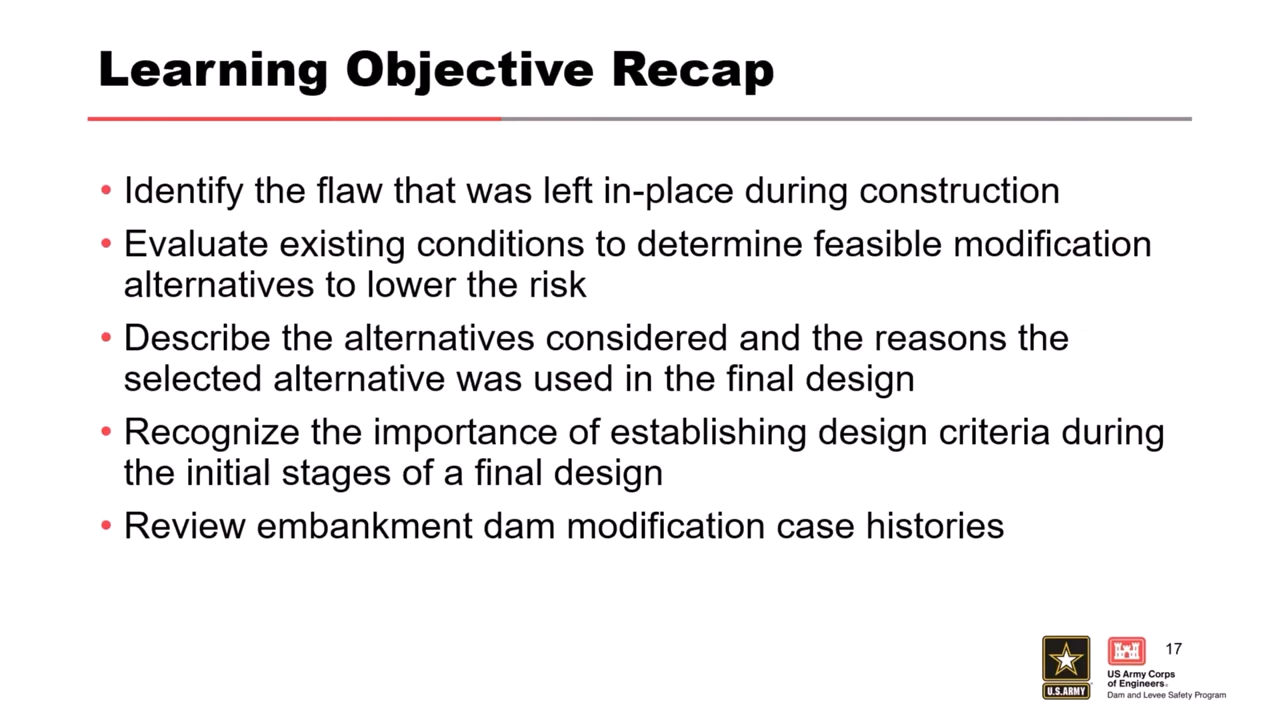 Learning Objective Recap
• Identify the flaw that was left in-place during construction
• Evaluate existing conditions to determine feasible modification
alternatives to lower the risk
• Describe the alternatives considered and the reasons the
selected alternative was used in the final design
• Recognize the importance of establishing design criteria during
the initial stages of a final design
• Review embankment dam modification case histories
U.S.ARMY
US Army Corps
of Engineers®
Dam and Levee Safety Program
17